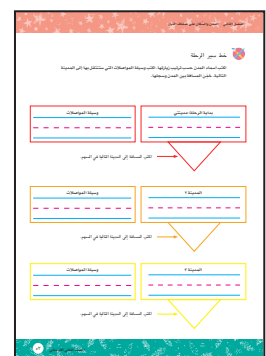 خط سير الرحلة
اكتب أسماء المدن حسب ترتيب زيارتها. اكتب وسيلة المواصلات التي ستنتقل بها إلى المدينة
التالية. خمّن المسافة بين المدن وسجلها.
بداية الرحلة مدينتي
وسيلة المواصلات
اكتب المسافة إلى المدينة التالية في السهم.
المدينة ٢
وسيلة المواصلات
اكتب المسافة إلى المدينة التالية في السهم.
المدينة ٣
وسيلة المواصلات
اكتب المسافة إلى المدينة التالية في السهم.